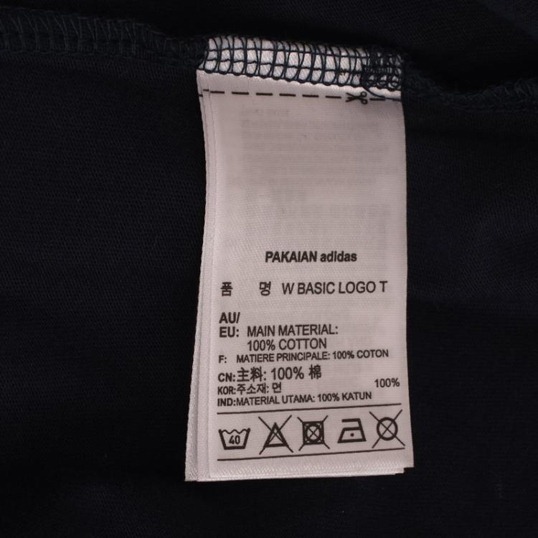 PAKAIAN adidas
품 명 W BASIC LOGO T
AU/
EU: MAIN MATERIAL:
100% COTTON
F: MATIERE PRINCIPALE: 100% COTON
CN:主料: 100% 棉
KOR:주소재: 면 100%
IND:MATERIAL UTAMA: 100% KATUN
40